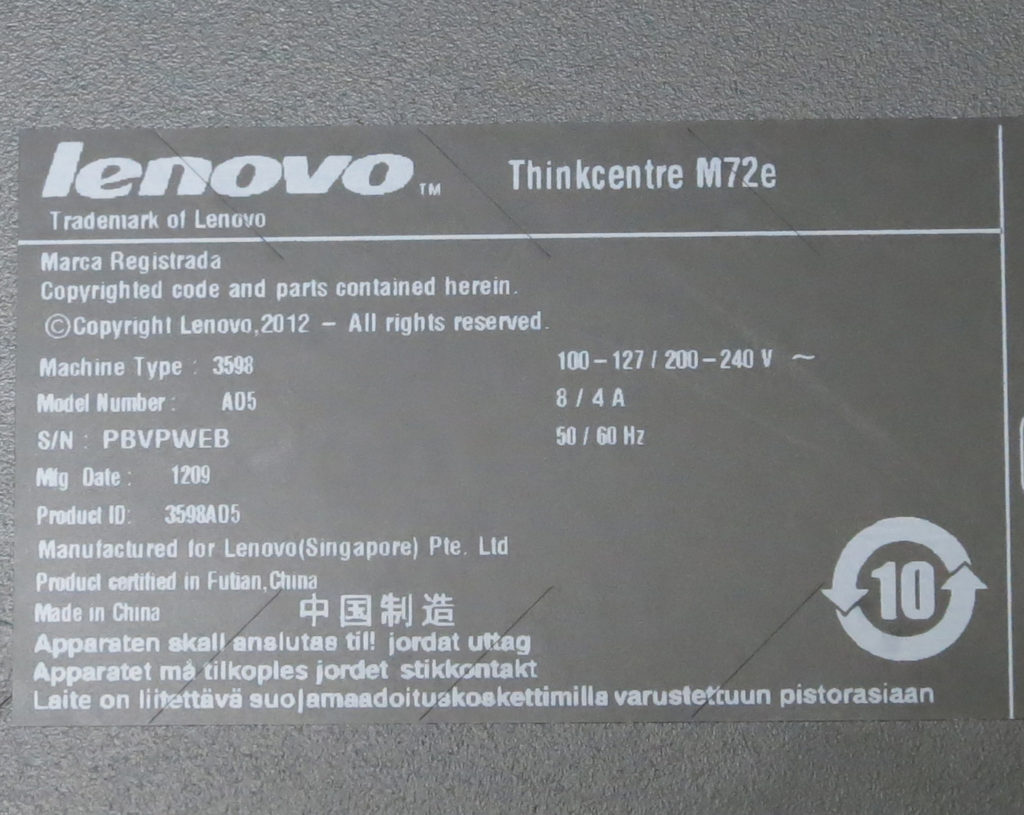 lenovo™ Thinkcentre M72e
Trademark of Lenovo
Marca Registrada
Copyrighted code and parts contained herein.
©Copyright Lenovo,2012 – All rights reserved.
Machine Type : 3598 100–127 / 200–240 V ~
Model Number : A05 8 / 4 A
S/N : PBVPWEB 50 / 60 Hz
Mfg Date : 1209
Product ID: 3598A05
Manufactured for Lenovo(Singapore) Pte. Ltd
Product certified in Futian,China
Made in China 中国制造
10
Apparaten skall anslutas till jordat uttag
Apparatet må tilkoples jordet stikkontakt
Laite on liitettävä suojamaadoituskoskettimilla varustettuun pistorasiaan